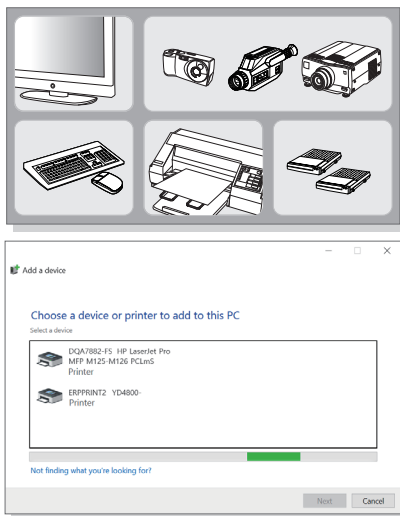 Add a device
Choose a device or printer to add to this PC
Select a device
DQA7882-F5 HP LaserJet Pro
MFP M125-M126 PCLmS
Printer
ERPPRINT2 YD4800-
Printer
Not finding what you're looking for?
Next Cancel